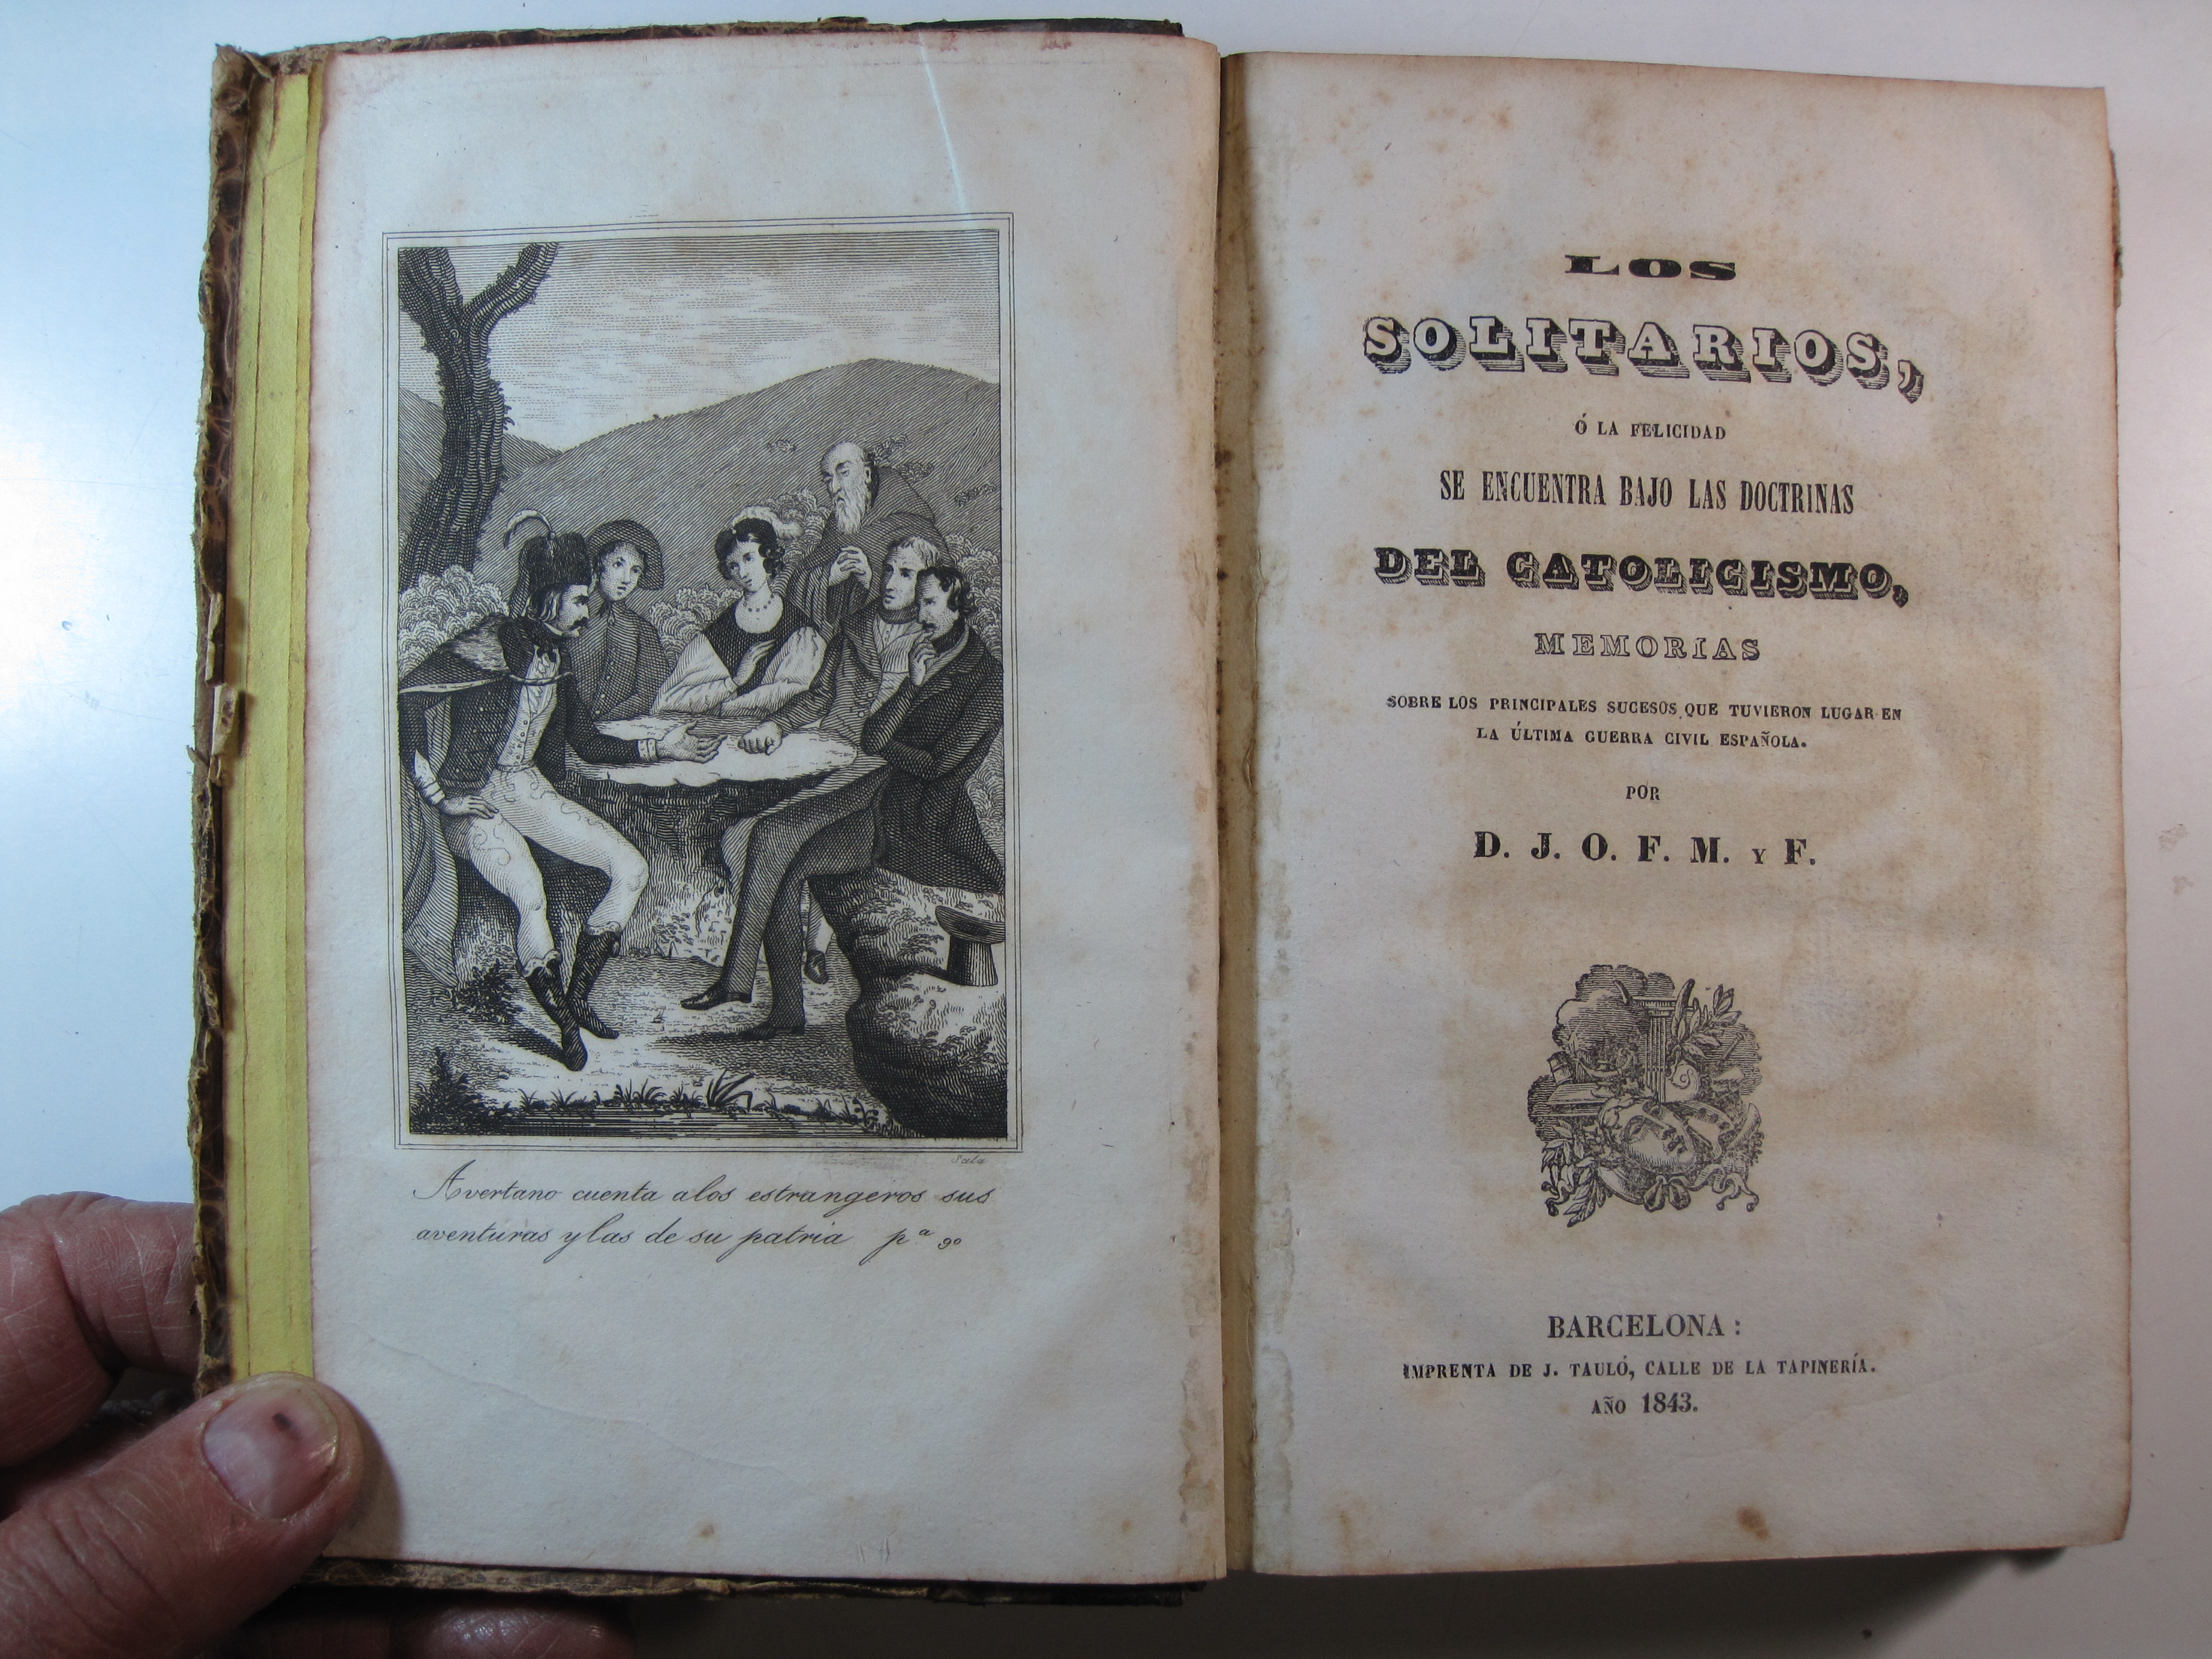 Sala
Avertano cuenta alos estrangeros sus
aventuras ylas de su patria pª 90
LOS
SOLITARIOS,
Ó LA FELICIDAD
SE ENCUENTRA BAJO LAS DOCTRINAS
DEL CATOLICISMO,
MEMORIAS
SOBRE LOS PRINCIPALES SUCESOS QUE TUVIERON LUGAR EN
LA ÚLTIMA GUERRA CIVIL ESPAÑOLA.
POR
D. J. O. F. M. Y F.
BARCELONA:
IMPRENTA DE J. TAULÓ, CALLE DE LA TAPINERÍA.
AÑO 1843.